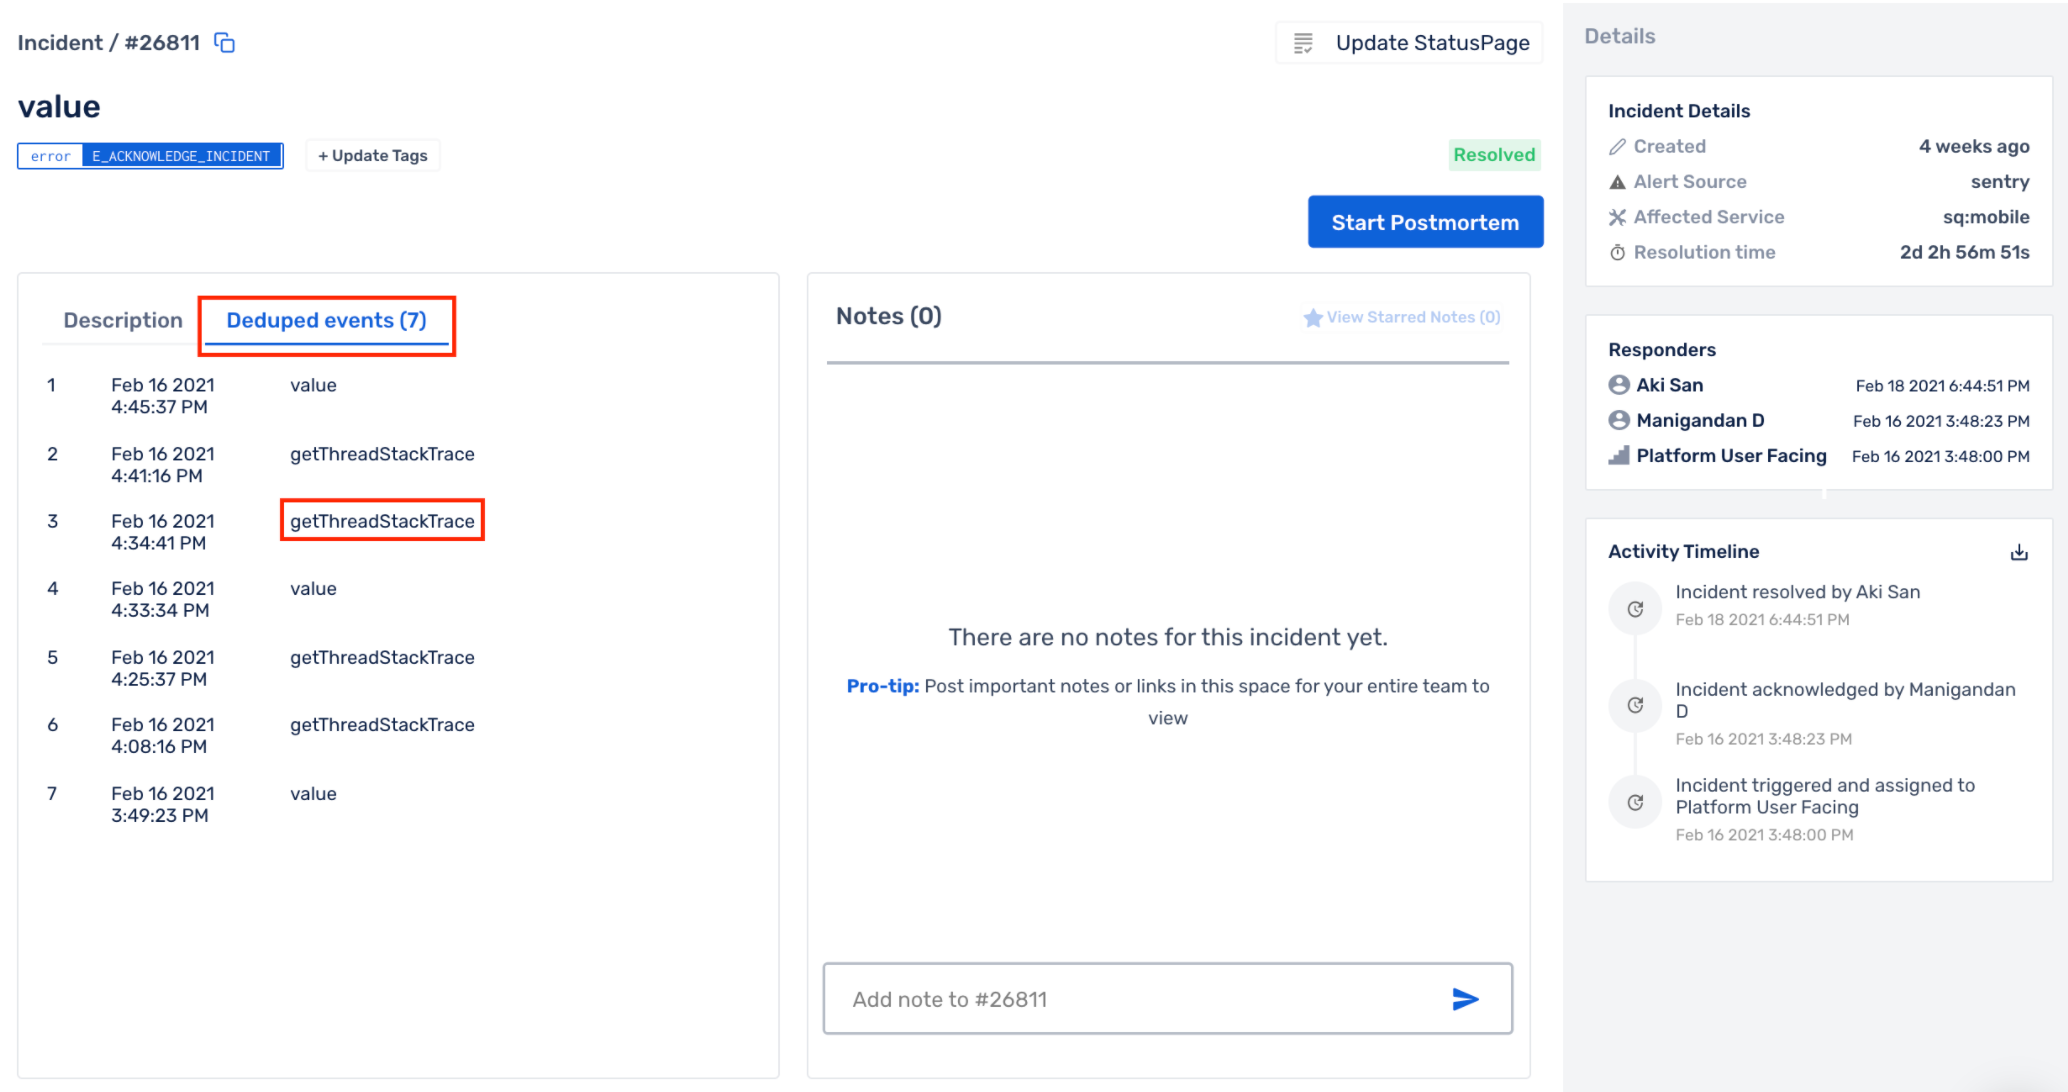 Incident / #26811
Update StatusPage
value
error E_ACKNOWLEDGE_INCIDENT
+ Update Tags
Resolved
Start Postmortem
Description
Deduped events (7)
1 Feb 16 2021 value
4:45:37 PM
2 Feb 16 2021 getThreadStackTrace
4:41:16 PM
3 Feb 16 2021 getThreadStackTrace
4:34:41 PM
4 Feb 16 2021 value
4:33:34 PM
5 Feb 16 2021 getThreadStackTrace
4:25:37 PM
6 Feb 16 2021 getThreadStackTrace
4:08:16 PM
7 Feb 16 2021 value
3:49:23 PM
Notes (0)
View Starred Notes (0)
There are no notes for this incident yet.
Pro-tip: Post important notes or links in this space for your entire team to
view
Add note to #26811
Details
Incident Details
Created 4 weeks ago
Alert Source sentry
Affected Service sq:mobile
Resolution time 2d 2h 56m 51s
Responders
Aki San Feb 18 2021 6:44:51 PM
Manigandan D Feb 16 2021 3:48:23 PM
Platform User Facing Feb 16 2021 3:48:00 PM
Activity Timeline
Incident resolved by Aki San
Feb 18 2021 6:44:51 PM
Incident acknowledged by Manigandan
D
Feb 16 2021 3:48:23 PM
Incident triggered and assigned to
Platform User Facing
Feb 16 2021 3:48:00 PM